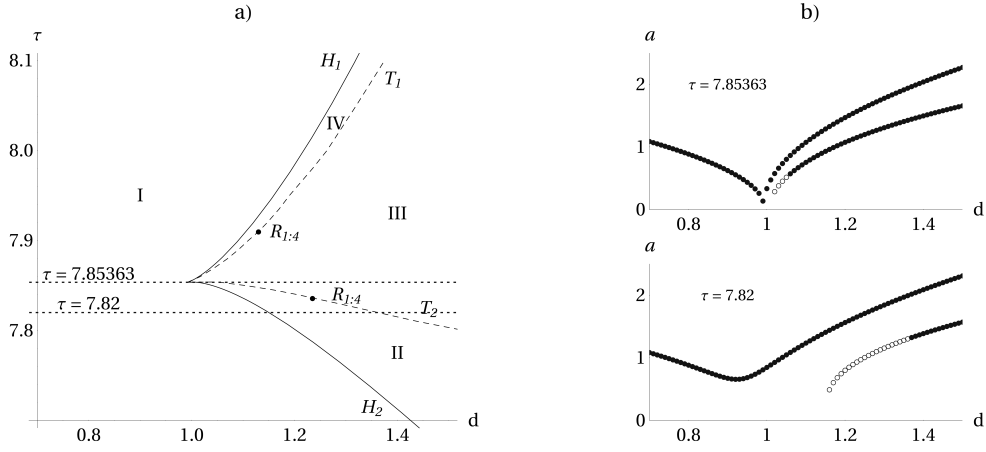 a)
τ
8.1
8.0
7.9
7.8
H1
T1
IV
I
III
R1:4
τ = 7.85363
τ = 7.82
R1:4
T2
II
H2
0.8 1.0 1.2 1.4 d
b)
a
2
1
0
τ = 7.85363
0.8 1 1.2 1.4 d
a
2
1
0
τ = 7.82
0.8 1 1.2 1.4 d